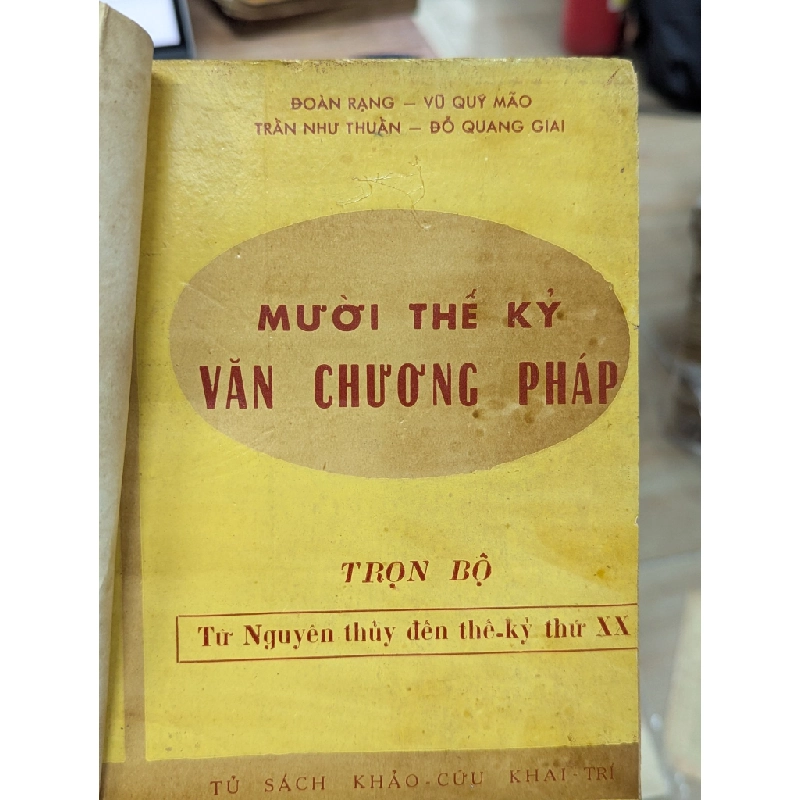 ĐOÀN RẠNG – VŨ QUÝ MÃO
TRẦN NHƯ THUẦN – ĐỖ QUANG GIAI
MƯỜI THẾ KỶ
VĂN CHƯƠNG PHÁP
TRỌN BỘ
Từ Nguyên thủy đến thế-kỷ thứ XX
TỦ SÁCH KHẢO-CỨU KHAI-TRÍ